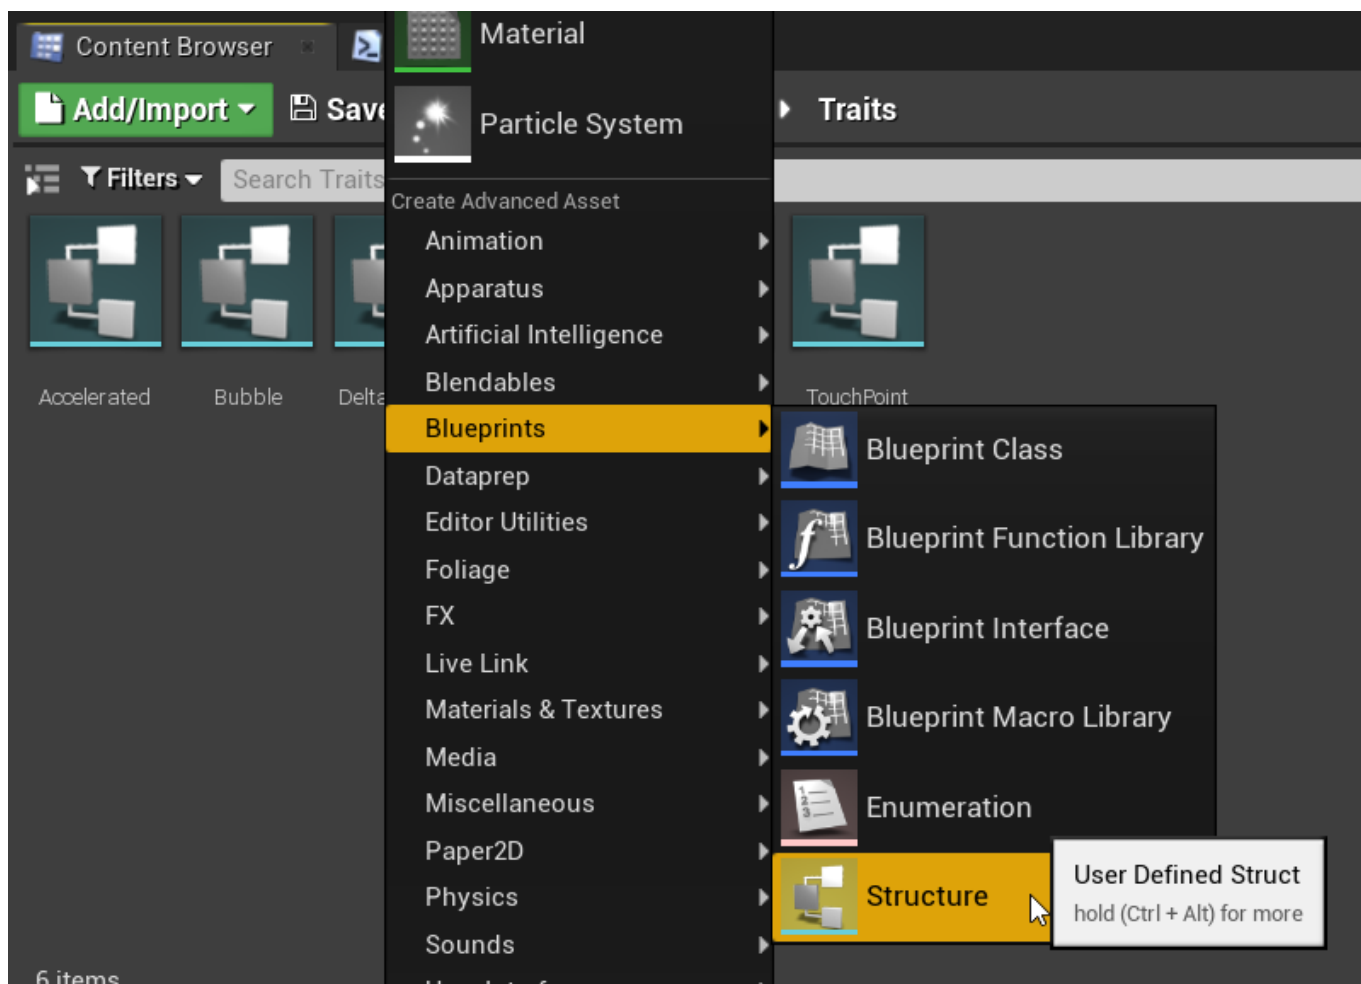 Content Browser
Add/Import
Save
Traits
Filters
Search Traits
Accelerated
Bubble
Delta
TouchPoint
6 items
Material
Particle System
Create Advanced Asset
Animation
Apparatus
Artificial Intelligence
Blendables
Blueprints
Dataprep
Editor Utilities
Foliage
FX
Live Link
Materials & Textures
Media
Miscellaneous
Paper2D
Physics
Sounds
Blueprint Class
Blueprint Function Library
Blueprint Interface
Blueprint Macro Library
Enumeration
Structure
User Defined Struct
hold (Ctrl + Alt) for more